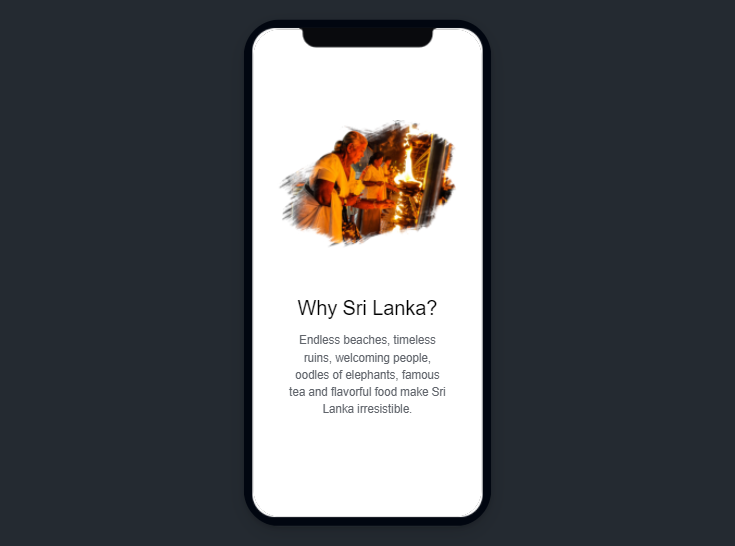 Why Sri Lanka?
Endless beaches, timeless
ruins, welcoming people,
oodles of elephants, famous
tea and flavorful food make Sri
Lanka irresistible.